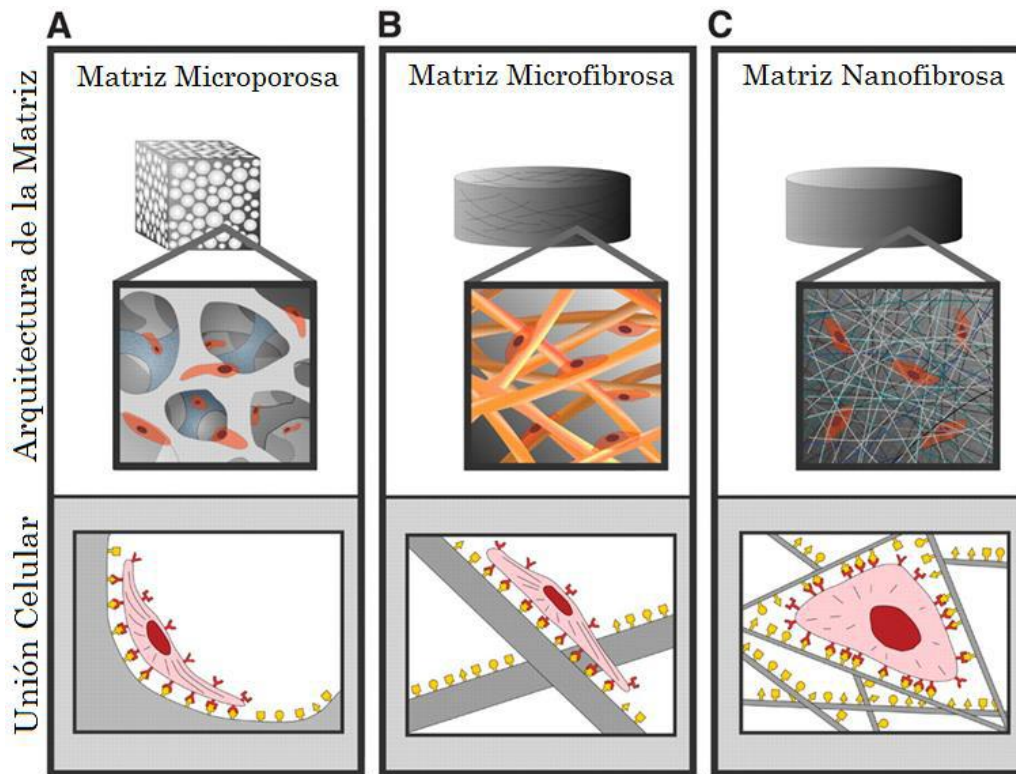 A
B
C
Matriz Microporosa
Matriz Microfibrosa
Matriz Nanofibrosa
Arquitectura de la Matriz
Unión Celular